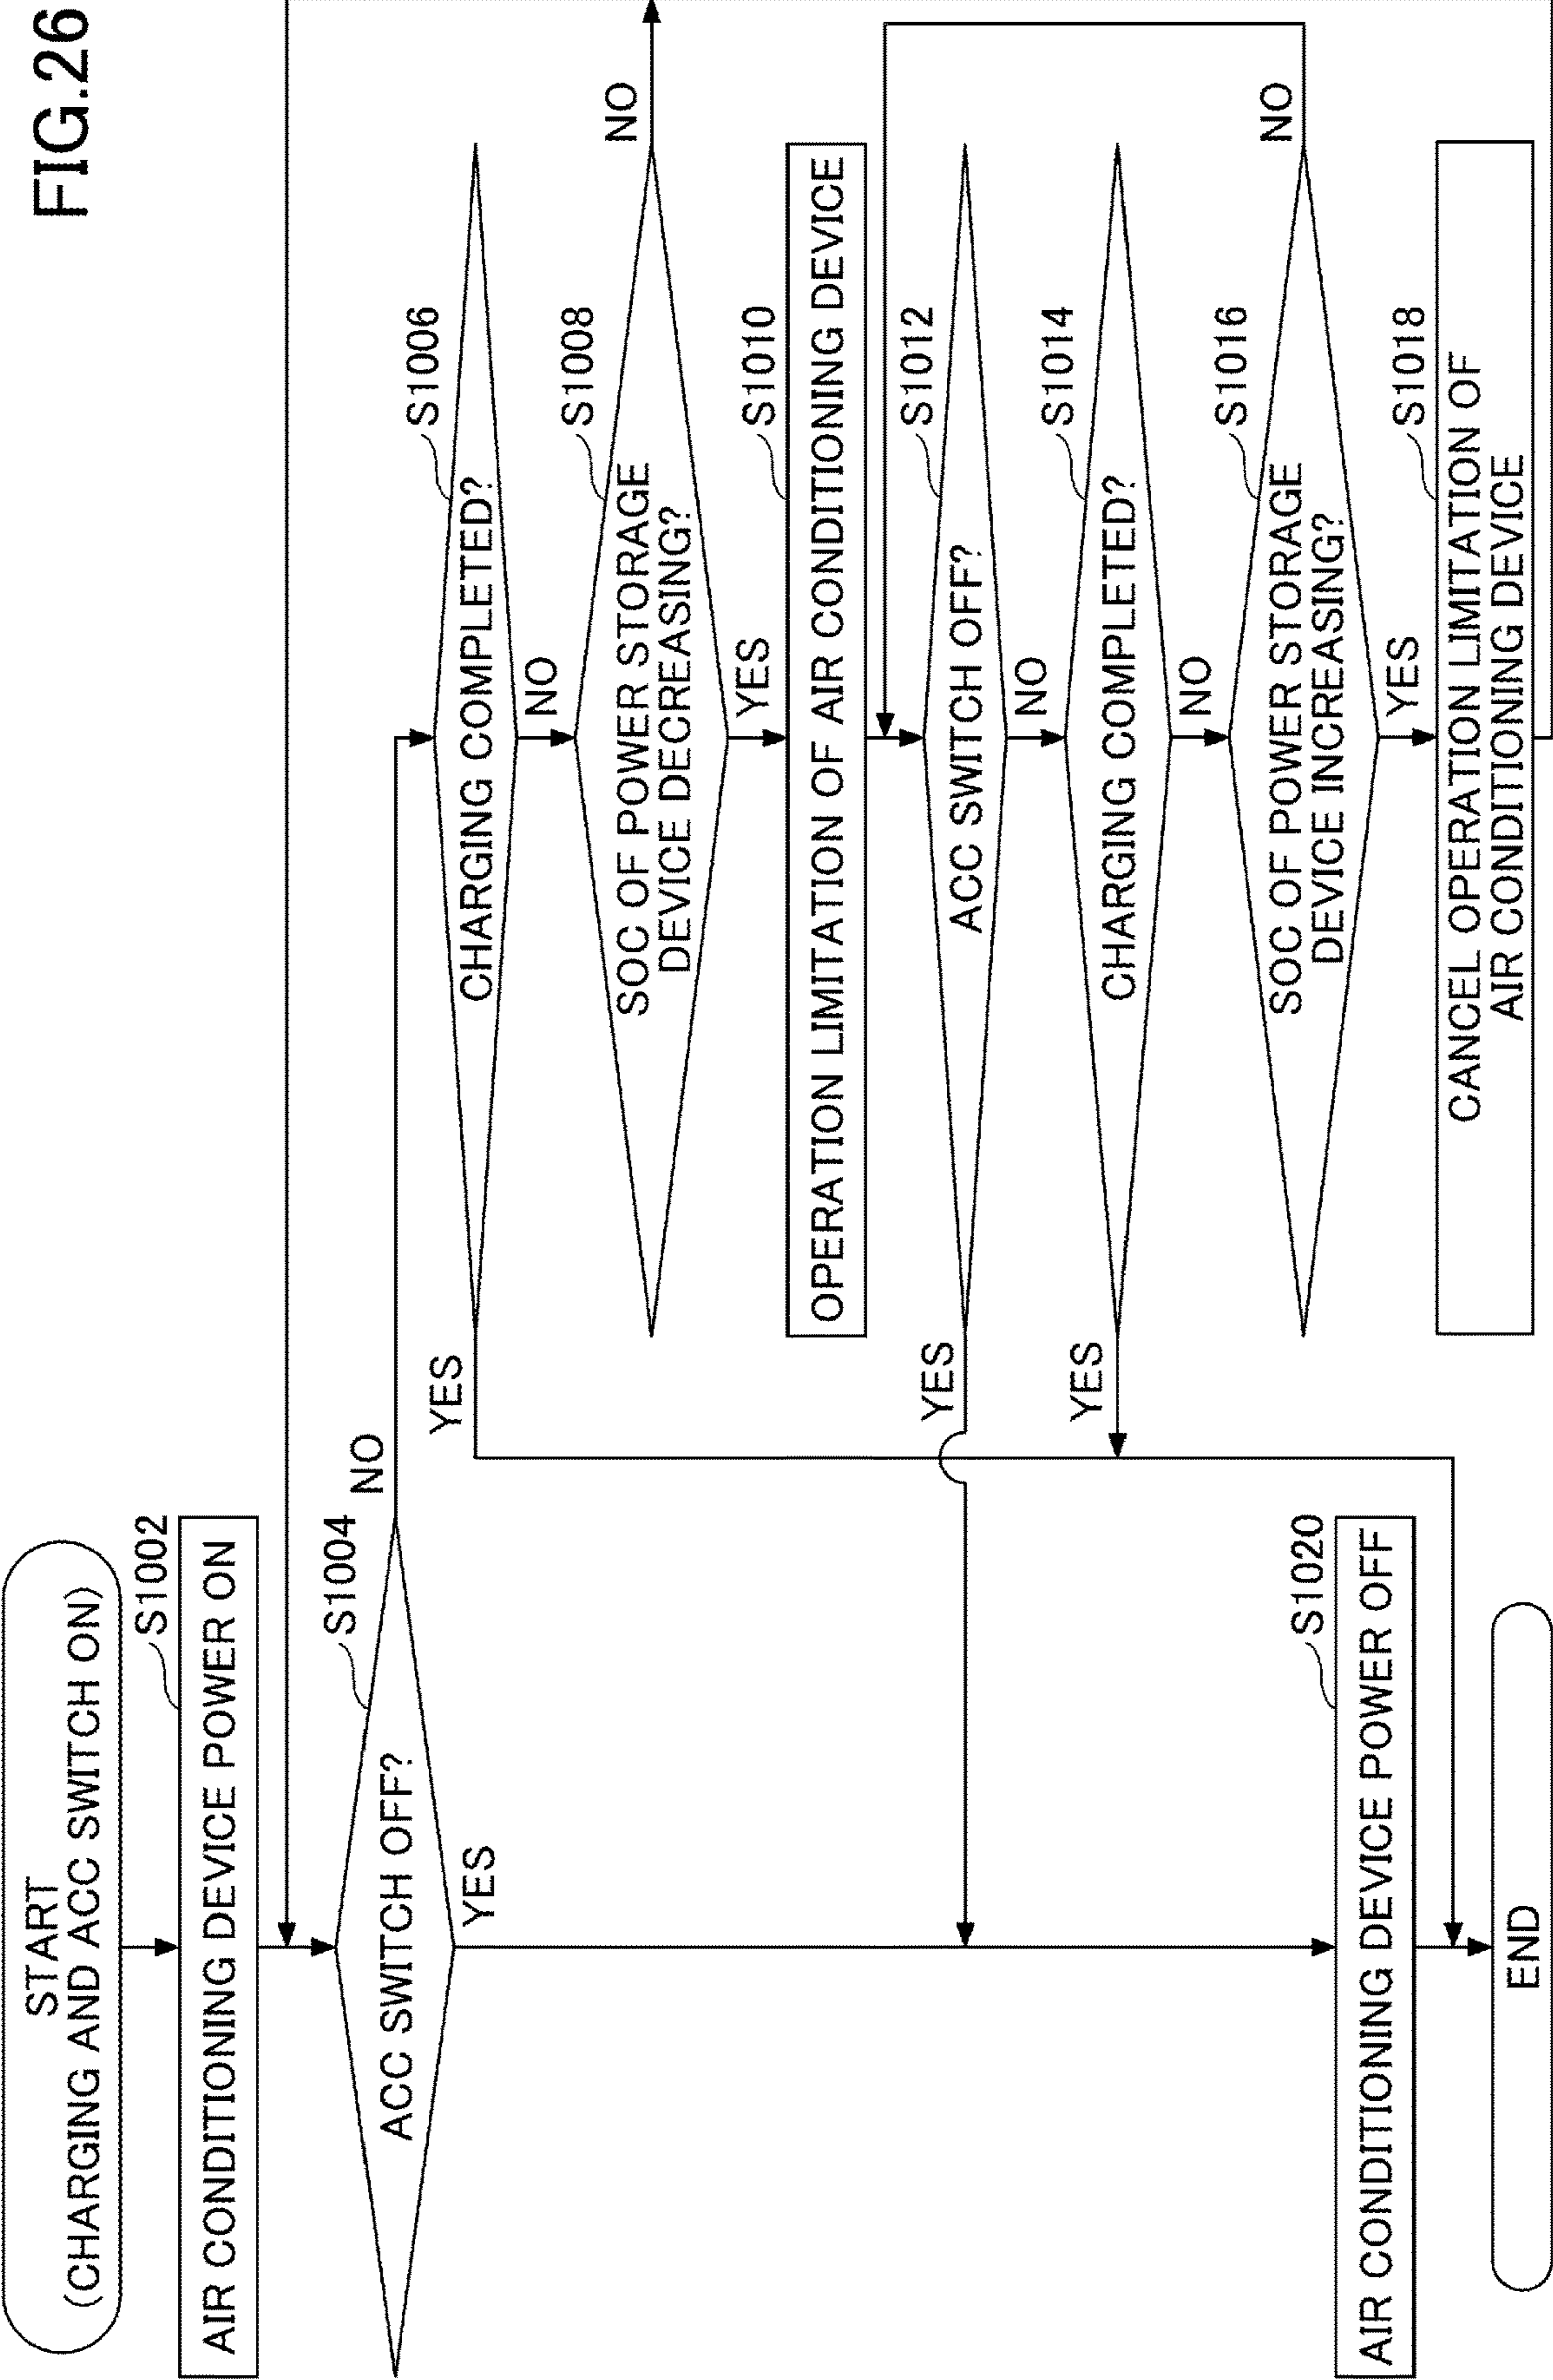 FIG.26
START
(CHARGING AND ACC SWITCH ON)
S1002
AIR CONDITIONING DEVICE POWER ON
S1004
ACC SWITCH OFF?
NO
YES
S1006
CHARGING COMPLETED?
YES
NO
S1008
SOC OF POWER STORAGE
DEVICE DECREASING?
NO
YES
S1010
OPERATION LIMITATION OF AIR CONDITIONING DEVICE
S1012
ACC SWITCH OFF?
YES
NO
S1014
CHARGING COMPLETED?
YES
NO
S1016
SOC OF POWER STORAGE
DEVICE INCREASING?
NO
YES
S1018
CANCEL OPERATION LIMITATION OF
AIR CONDITIONING DEVICE
S1020
AIR CONDITIONING DEVICE POWER OFF
END